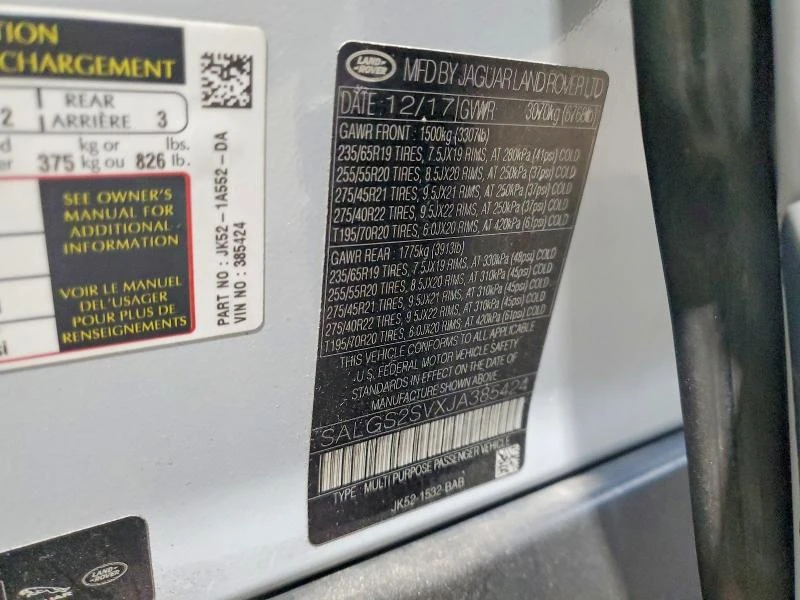 TION
CHARGEMENT
2 REAR
ARRIÈRE 3
kg or lbs.
375 kg ou 826 lb.
SEE OWNER'S
MANUAL FOR
ADDITIONAL
INFORMATION
VOIR LE MANUEL
DE L'USAGER
POUR PLUS DE
RENSEIGNEMENTS
PART NO : JK52-1A552-DA
VIN NO : 385424
LAND ROVER
MFD BY JAGUAR LAND ROVER LTD
DATE: 12/17 GVWR 3070kg (6768lb)
GAWR FRONT : 1500kg (3307lb)
235/65R19 TIRES, 7.5JX19 RIMS, AT 280kPa (41psi) COLD
255/55R20 TIRES, 8.5JX20 RIMS, AT 250kPa (37psi) COLD
275/45R21 TIRES, 9.5JX21 RIMS, AT 250kPa (37psi) COLD
275/40R22 TIRES, 9.5JX22 RIMS, AT 250kPa (37psi) COLD
T195/70R20 TIRES, 6.0JX20 RIMS, AT 420kPa (61psi) COLD
GAWR REAR : 1775kg (3913lb)
235/65R19 TIRES, 7.5JX19 RIMS, AT 330kPa (48psi) COLD
255/55R20 TIRES, 8.5JX20 RIMS, AT 310kPa (45psi) COLD
275/45R21 TIRES, 9.5JX21 RIMS, AT 310kPa (45psi) COLD
275/40R22 TIRES, 9.5JX22 RIMS, AT 310kPa (45psi) COLD
T195/70R20 TIRES, 6.0JX20 RIMS, AT 420kPa (61psi) COLD
THIS VEHICLE CONFORMS TO ALL APPLICABLE
U.S. FEDERAL MOTOR VEHICLE SAFETY
STANDARDS IN EFFECT ON THE DATE OF
MANUFACTURE SHOWN ABOVE.
SALGS2SVXJA385424
TYPE : MULTI PURPOSE PASSENGER VEHICLE
JK52-1532-BAB
LAND ROVER